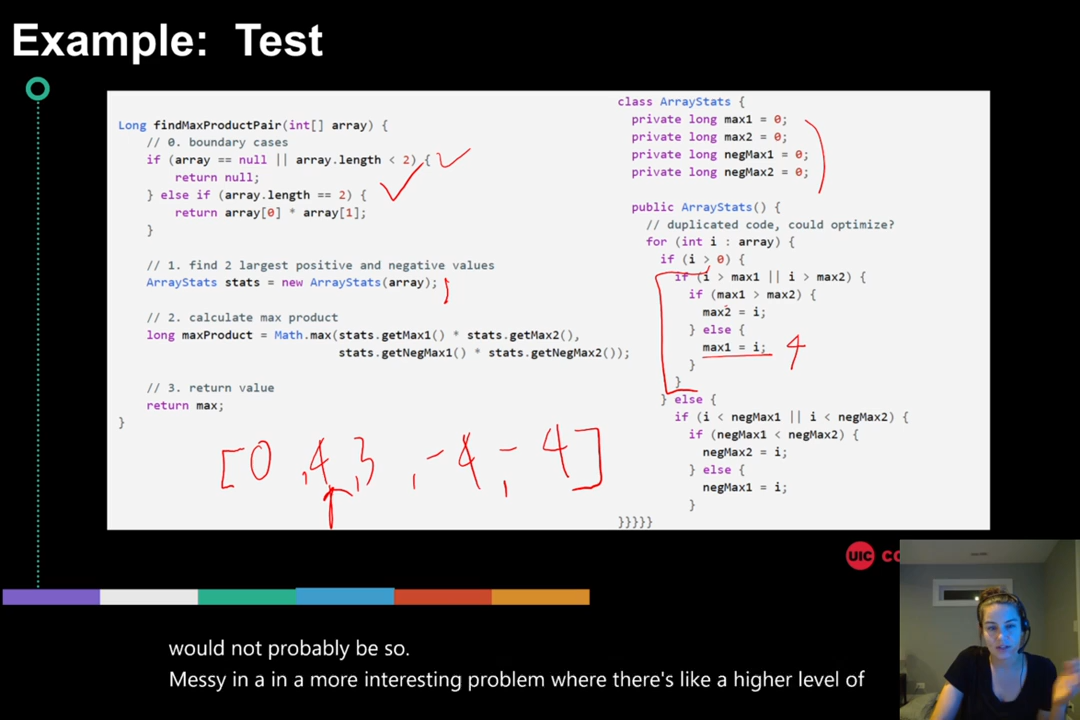 Example: Test
Long findMaxProductPair(int[] array) {
// 0. boundary cases
if (array == null || array.length < 2) {
return null;
} else if (array.length == 2) {
return array[0] * array[1];
}
// 1. find 2 largest positive and negative values
ArrayStats stats = new ArrayStats(array);
// 2. calculate max product
long maxProduct = Math.max(stats.getMax1() * stats.getMax2(),
stats.getNegMax1() * stats.getNegMax2());
// 3. return value
return max;
}
[0 ,4,3 ,-4,-4]
class ArrayStats {
private long max1 = 0;
private long max2 = 0;
private long negMax1 = 0;
private long negMax2 = 0;
public ArrayStats() {
// duplicated code, could optimize?
for (int i : array) {
if (i > 0) {
if (i > max1 || i > max2) {
if (max1 > max2) {
max2 = i;
} else {
max1 = i; 4
}
}
} else {
if (i < negMax1 || i < negMax2) {
if (negMax1 < negMax2) {
negMax2 = i;
} else {
negMax1 = i;
}
}}}}}
UIC CO
would not probably be so.
Messy in a in a more interesting problem where there's like a higher level of